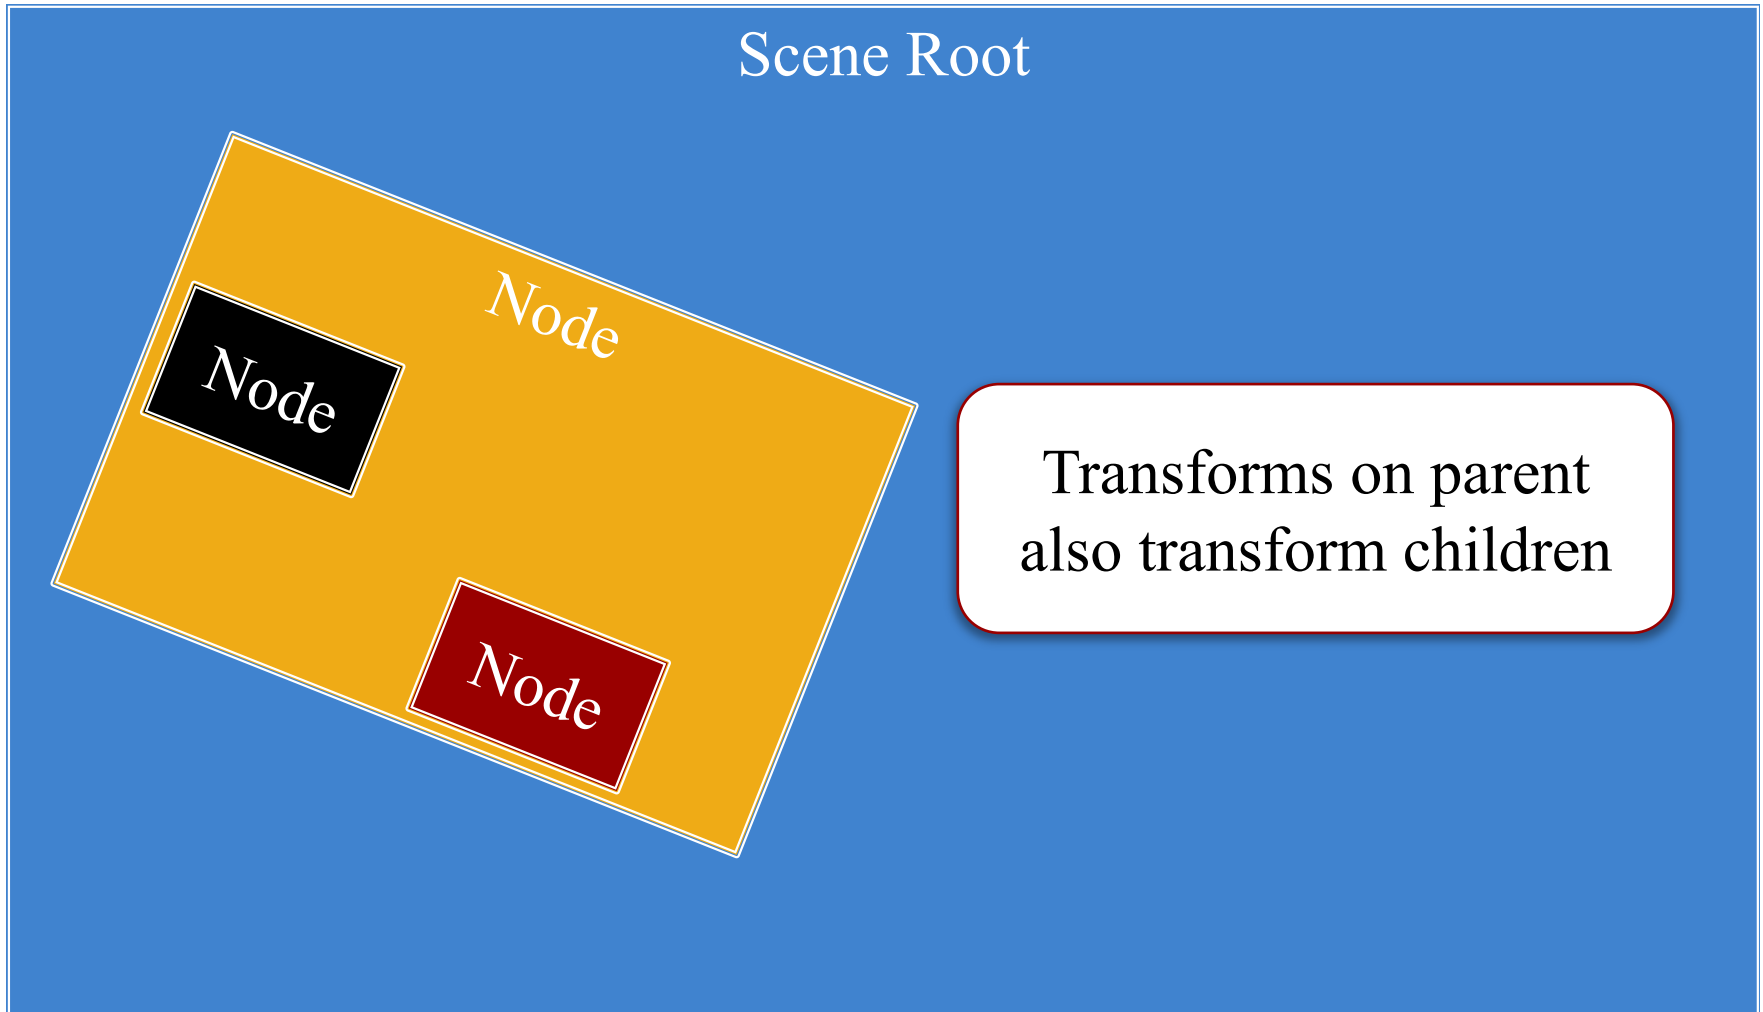 Scene Root
Node
Node
Node
Transforms on parent
also transform children